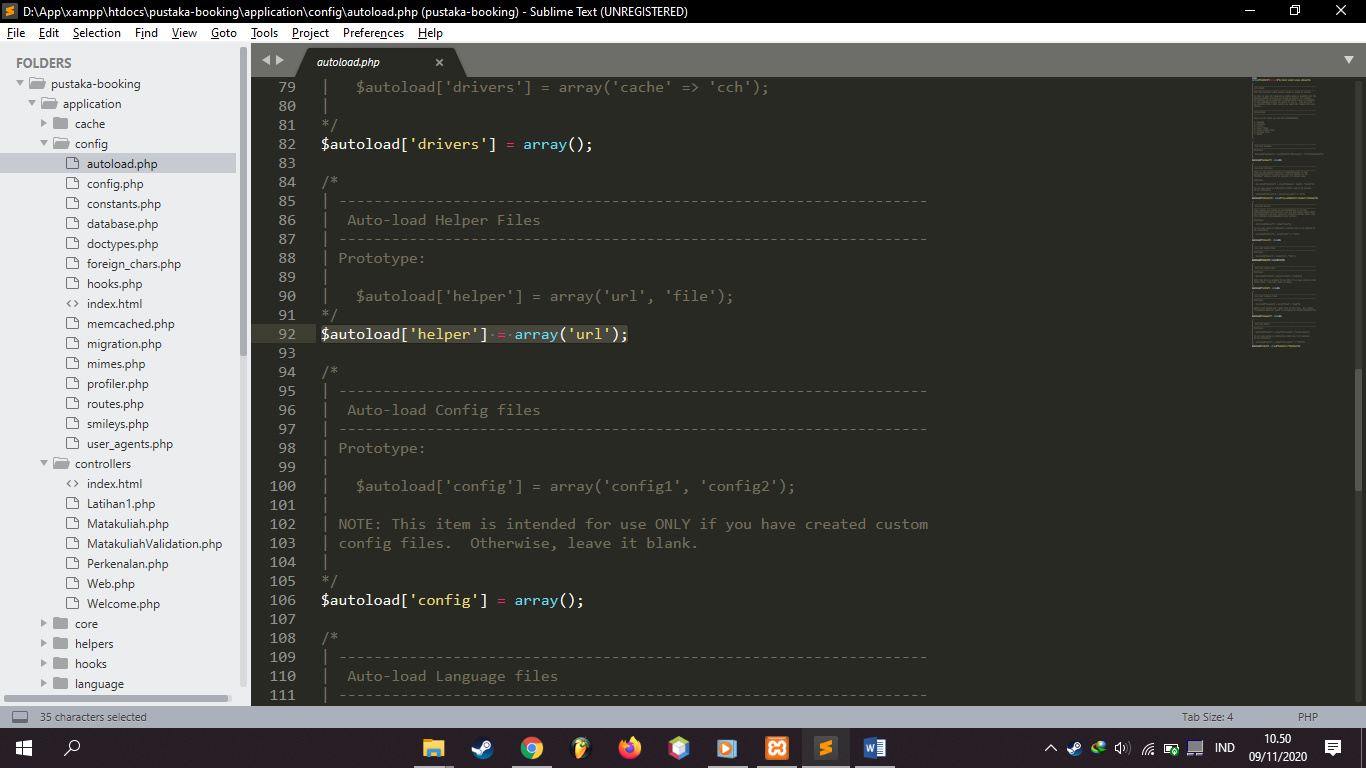 D:\App\xampp\htdocs\pustaka-booking\application\config\autoload.php (pustaka-booking) - Sublime Text (UNREGISTERED)
File Edit Selection Find View Goto Tools Project Preferences Help
FOLDERS
pustaka-booking
application
cache
config
autoload.php
config.php
constants.php
database.php
doctypes.php
foreign_chars.php
hooks.php
index.html
memcached.php
migration.php
mimes.php
profiler.php
routes.php
smileys.php
user_agents.php
controllers
index.html
Latihan1.php
Matakuliah.php
MatakuliahValidation.php
Perkenalan.php
Web.php
Welcome.php
core
helpers
hooks
language
autoload.php
79 | $autoload['drivers'] = array('cache' => 'cch');
80 |
81 */
82 $autoload['drivers'] = array();
83
84 /*
85 | -------------------------------------------------------------------
86 | Auto-load Helper Files
87 | -------------------------------------------------------------------
88 | Prototype:
89 |
90 | $autoload['helper'] = array('url', 'file');
91 */
92 $autoload['helper'] = array('url');
93
94 /*
95 | -------------------------------------------------------------------
96 | Auto-load Config files
97 | -------------------------------------------------------------------
98 | Prototype:
99 |
100 | $autoload['config'] = array('config1', 'config2');
101 |
102 | NOTE: This item is intended for use ONLY if you have created custom
103 | config files. Otherwise, leave it blank.
104 |
105 */
106 $autoload['config'] = array();
107
108 /*
109 | -------------------------------------------------------------------
110 | Auto-load Language files
111 | -------------------------------------------------------------------
35 characters selected
Tab Size: 4
PHP
IND
10.50
09/11/2020